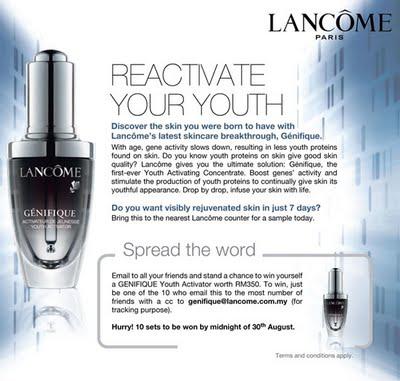 LANCÔME
PARIS
REACTIVATE
YOUR YOUTH
Discover the skin you were born to have with
Lancôme's latest skincare breakthrough, Génifique.
With age, gene activity slows down, resulting in less youth proteins
found on skin. Do you know youth proteins on skin give good skin
quality? Lancôme gives you the ultimate solution: Génifique, the
first-ever Youth Activating Concentrate. Boost genes' activity and
stimulate the production of youth proteins to continually give skin its
youthful appearance. Drop by drop, infuse your skin with life.
Do you want visibly rejuvenated skin in just 7 days?
Bring this to the nearest Lancôme counter for a sample today.
LANCÔME
GÉNIFIQUE
ACTIVATEUR DE JEUNESSE
YOUTH ACTIVATOR
Spread the word
Email to all your friends and stand a chance to win yourself
a GENIFIQUE Youth Activator worth RM350. To win, just
be one of the 10 who email this to the most number of
friends with a cc to genifique@lancome.com.my (for
tracking purpose).
Hurry! 10 sets to be won by midnight of 30th August.
Terms and conditions apply.